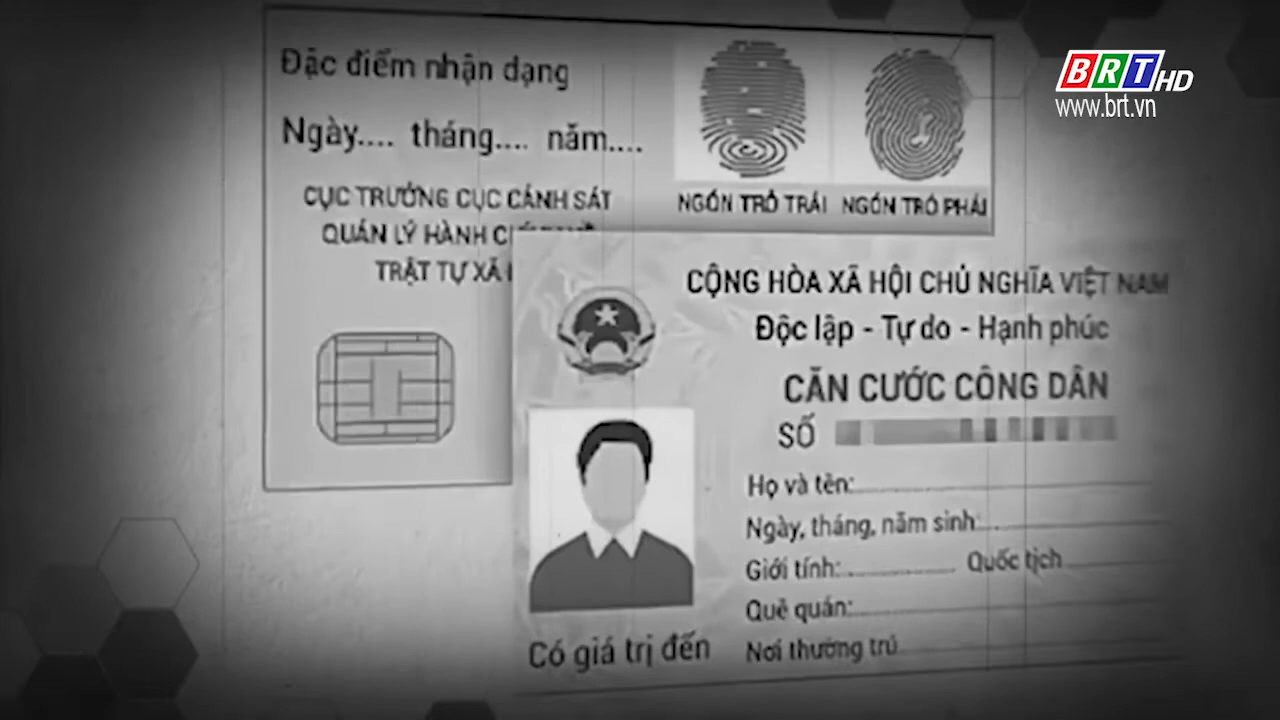 BRT HD
www.brt.vn
Đặc điểm nhận dạng
Ngày.... tháng.... năm....
CỤC TRƯỞNG CỤC CẢNH SÁT
QUẢN LÝ HÀNH
TRẬT TỰ XÃ
NGÓN TRỎ TRÁI NGÓN TRỎ PHẢI
CỘNG HÒA XÃ HỘI CHỦ NGHĨA VIỆT NAM
Độc lập - Tự do - Hạnh phúc
CĂN CƯỚC CÔNG DÂN
SỐ
Họ và tên:
Ngày, tháng, năm sinh:
Giới tính: Quốc tịch
Quê quán:
Nơi thường trú
Có giá trị đến